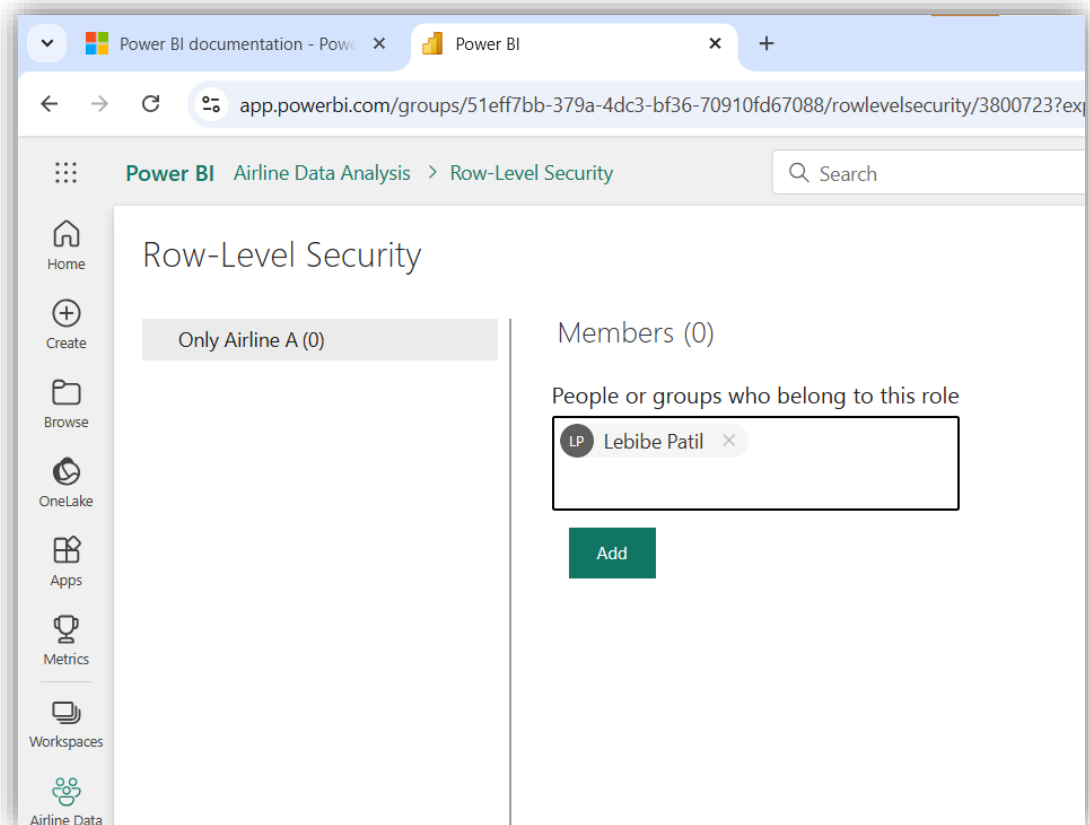 Power BI documentation - Powe
Power BI
app.powerbi.com/groups/51eff7bb-379a-4dc3-bf36-70910fd67088/rowlevelsecurity/3800723?exp
Power BI Airline Data Analysis > Row-Level Security
Search
Home
Create
Browse
OneLake
Apps
Metrics
Workspaces
Airline Data
Row-Level Security
Only Airline A (0)
Members (0)
People or groups who belong to this role
LP Lebibe Patil
Add